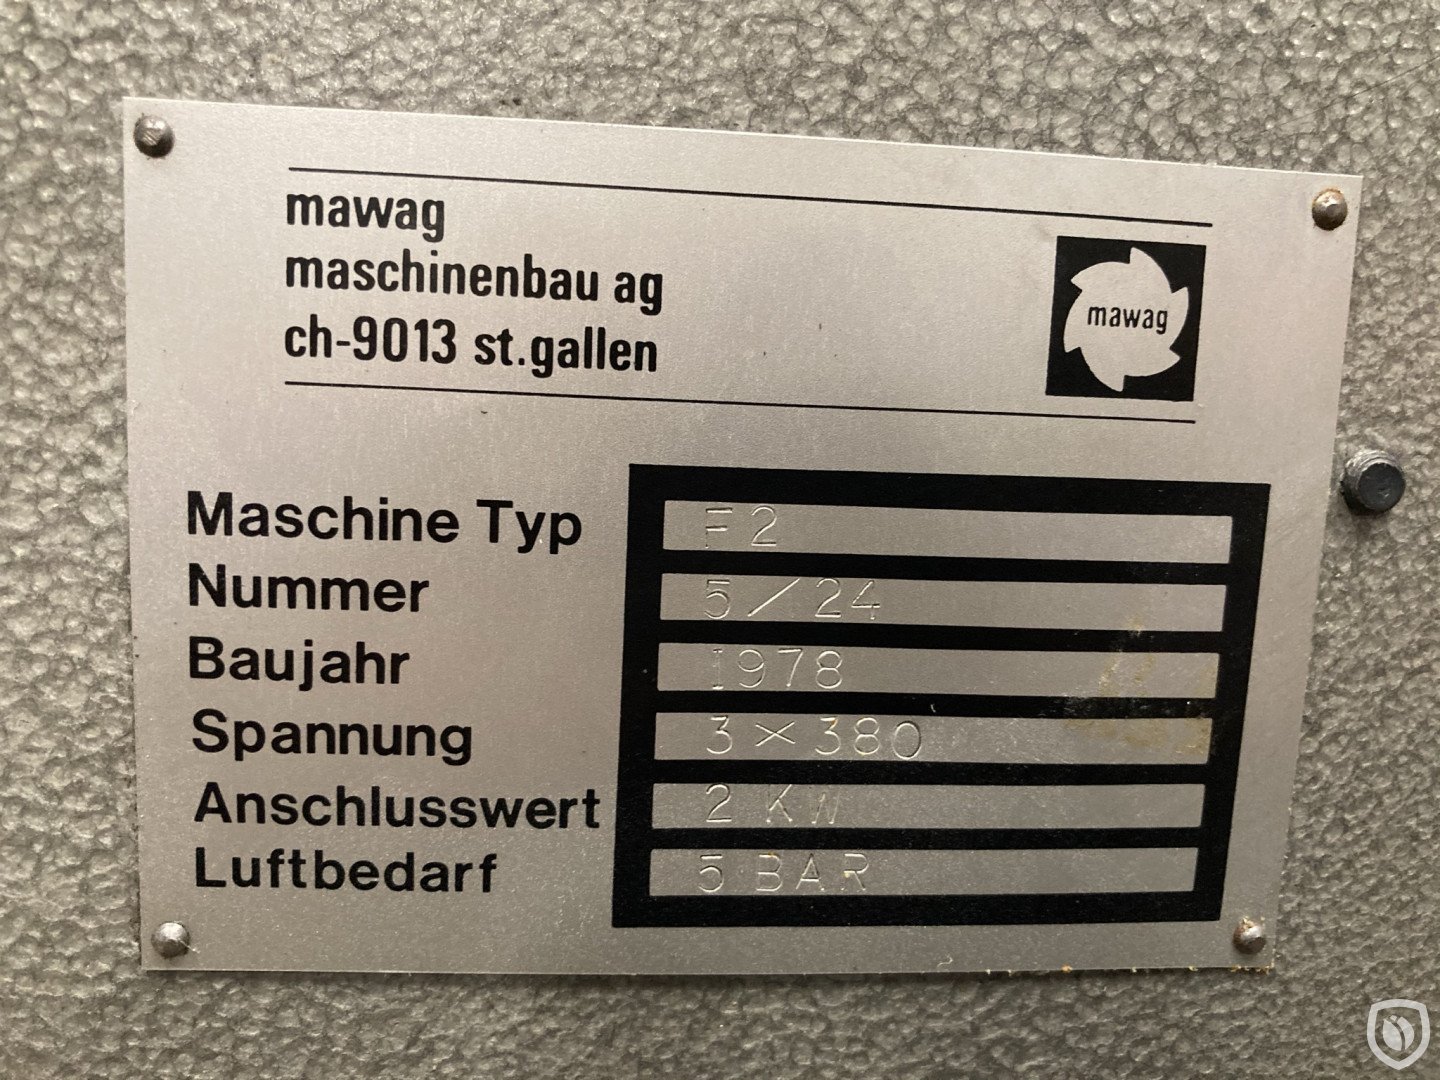 mawag
maschinenbau ag
ch-9013 st.gallen
mawag
Maschine Typ F2
Nummer 5/24
Baujahr 1978
Spannung 3×380
Anschlusswert 2 KW
Luftbedarf 5 BAR